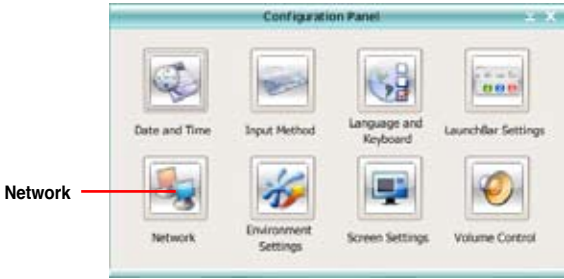 Configuration Panel
Date and Time
Input Method
Language and
Keyboard
LaunchBar Settings
Network
Network
Environment
Settings
Screen Settings
Volume Control